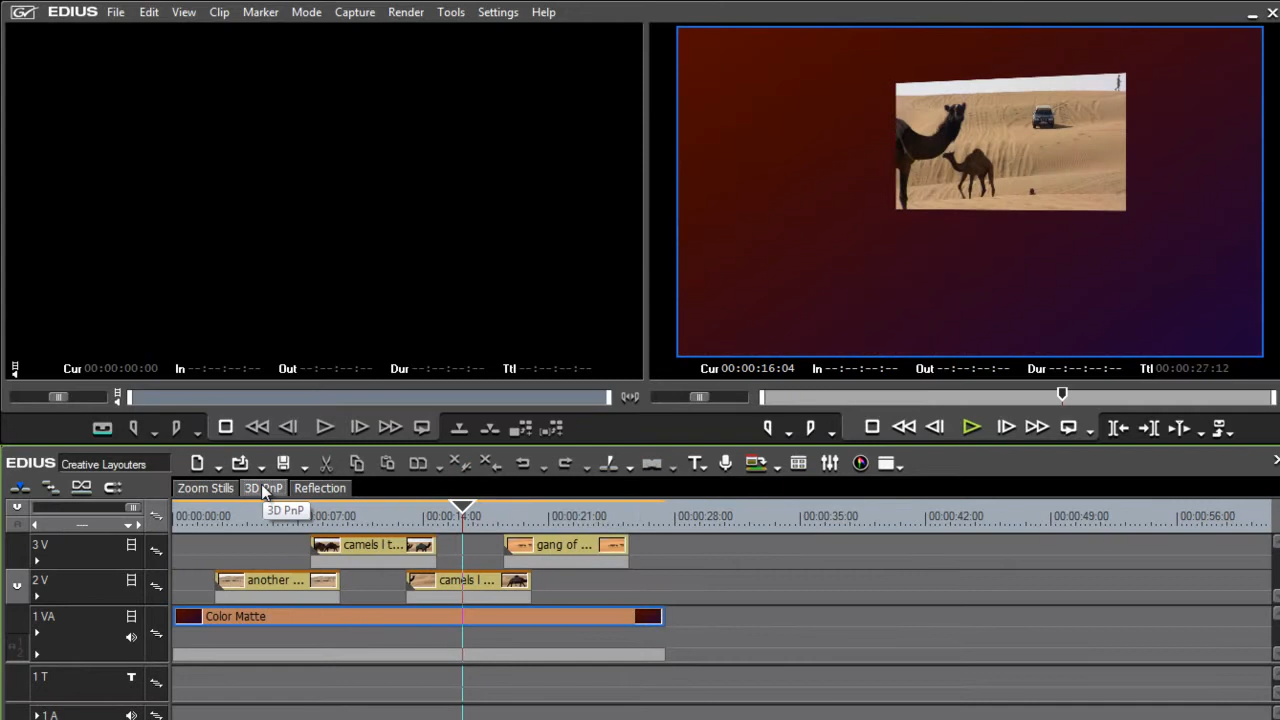 EDIUS File Edit View Clip Marker Mode Capture Render Tools Settings Help
Cur 00:00:00:00 In --:--:--:-- Out --:--:--:-- Dur --:--:--:-- Ttl --:--:--:--
Cur 00:00:16:04 In --:--:--:-- Out --:--:--:-- Dur --:--:--:-- Ttl 00:00:27:12
EDIUS Creative Layouters
Zoom Stills 3D PnP Reflection
3D PnP
00:00:00:00 00:00:07:00 00:00:14:00 00:00:21:00 00:00:28:00 00:00:35:00 00:00:42:00 00:00:49:00 00:00:56:00
3 V camels l t... gang of ...
2 V another ... camels l ...
1 VA Color Matte
1 2
1 T T
1 A